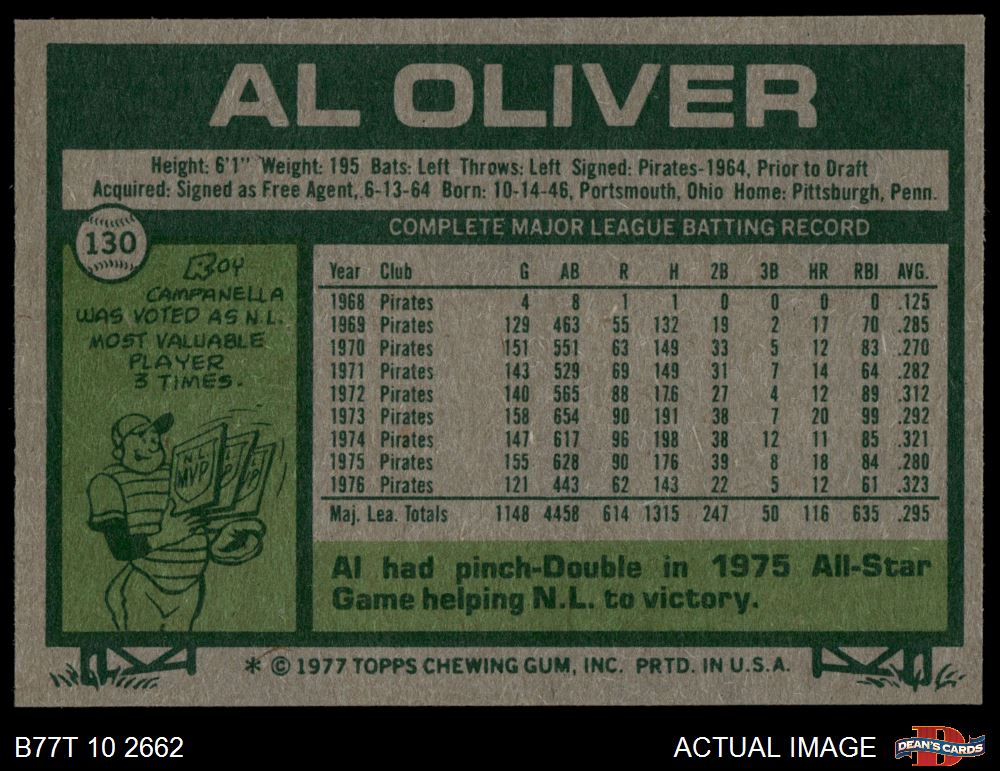 AL OLIVER
Height: 6'1" Weight: 195 Bats: Left Throws: Left Signed: Pirates-1964, Prior to Draft
Acquired: Signed as Free Agent, 6-13-64 Born: 10-14-46, Portsmouth, Ohio Home: Pittsburgh, Penn.
130
COMPLETE MAJOR LEAGUE BATTING RECORD
ROY
CAMPANELLA
WAS VOTED AS N.L.
MOST VALUABLE
PLAYER
3 TIMES.
N.L. MVP
Year Club G AB R H 2B 3B HR RBI AVG.
1968 Pirates 4 8 1 1 0 0 0 0 .125
1969 Pirates 129 463 55 132 19 2 17 70 .285
1970 Pirates 151 551 63 149 33 5 12 83 .270
1971 Pirates 143 529 69 149 31 7 14 64 .282
1972 Pirates 140 565 88 176 27 4 12 89 .312
1973 Pirates 158 654 90 191 38 7 20 99 .292
1974 Pirates 147 617 96 198 38 12 11 85 .321
1975 Pirates 155 628 90 176 39 8 18 84 .280
1976 Pirates 121 443 62 143 22 5 12 61 .323
Maj. Lea. Totals 1148 4458 614 1315 247 50 116 635 .295
Al had pinch-Double in 1975 All-Star
Game helping N.L. to victory.
* © 1977 TOPPS CHEWING GUM, INC. PRTD. IN U.S.A.
B77T 10 2662
ACTUAL IMAGE
D
DEAN'S CARDS